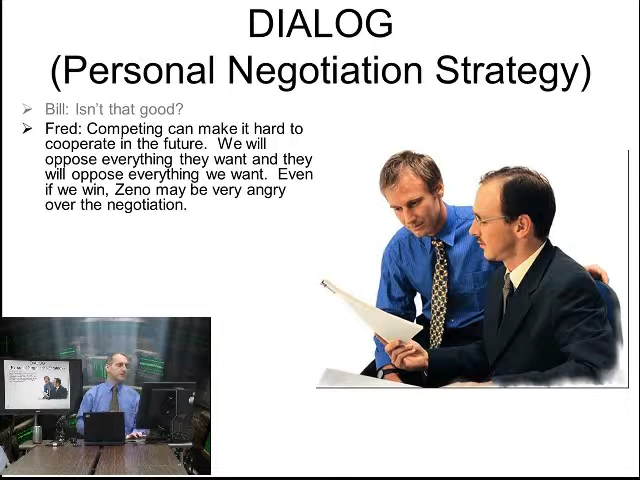 DIALOG
(Personal Negotiation Strategy)
Bill: Isn't that good?
Fred: Competing can make it hard to
cooperate in the future. We will
oppose everything they want and they
will oppose everything we want. Even
if we win, Zeno may be very angry
over the negotiation.
DIALOG